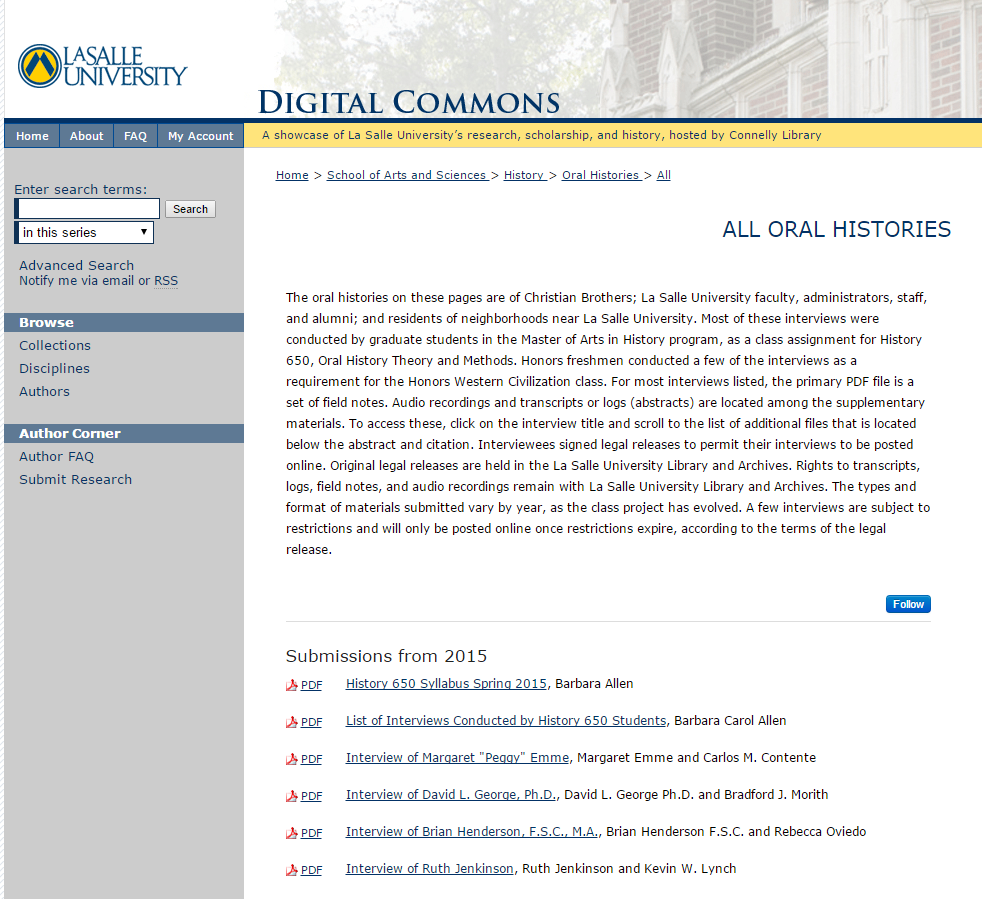 LASALLE
UNIVERSITY
DIGITAL COMMONS
Home About FAQ My Account
A showcase of La Salle University's research, scholarship, and history, hosted by Connelly Library
Home > School of Arts and Sciences > History > Oral Histories > All
Enter search terms:
Search
in this series
Advanced Search
Notify me via email or RSS
Browse
Collections
Disciplines
Authors
Author Corner
Author FAQ
Submit Research
ALL ORAL HISTORIES
The oral histories on these pages are of Christian Brothers; La Salle University faculty, administrators, staff,
and alumni; and residents of neighborhoods near La Salle University. Most of these interviews were
conducted by graduate students in the Master of Arts in History program, as a class assignment for History
650, Oral History Theory and Methods. Honors freshmen conducted a few of the interviews as a
requirement for the Honors Western Civilization class. For most interviews listed, the primary PDF file is a
set of field notes. Audio recordings and transcripts or logs (abstracts) are located among the supplementary
materials. To access these, click on the interview title and scroll to the list of additional files that is located
below the abstract and citation. Interviewees signed legal releases to permit their interviews to be posted
online. Original legal releases are held in the La Salle University Library and Archives. Rights to transcripts,
logs, field notes, and audio recordings remain with La Salle University Library and Archives. The types and
format of materials submitted vary by year, as the class project has evolved. A few interviews are subject to
restrictions and will only be posted online once restrictions expire, according to the terms of the legal
release.
Follow
Submissions from 2015
PDF History 650 Syllabus Spring 2015, Barbara Allen
PDF List of Interviews Conducted by History 650 Students, Barbara Carol Allen
PDF Interview of Margaret "Peggy" Emme, Margaret Emme and Carlos M. Contente
PDF Interview of David L. George, Ph.D., David L. George Ph.D. and Bradford J. Morith
PDF Interview of Brian Henderson, F.S.C., M.A., Brian Henderson F.S.C. and Rebecca Oviedo
PDF Interview of Ruth Jenkinson, Ruth Jenkinson and Kevin W. Lynch